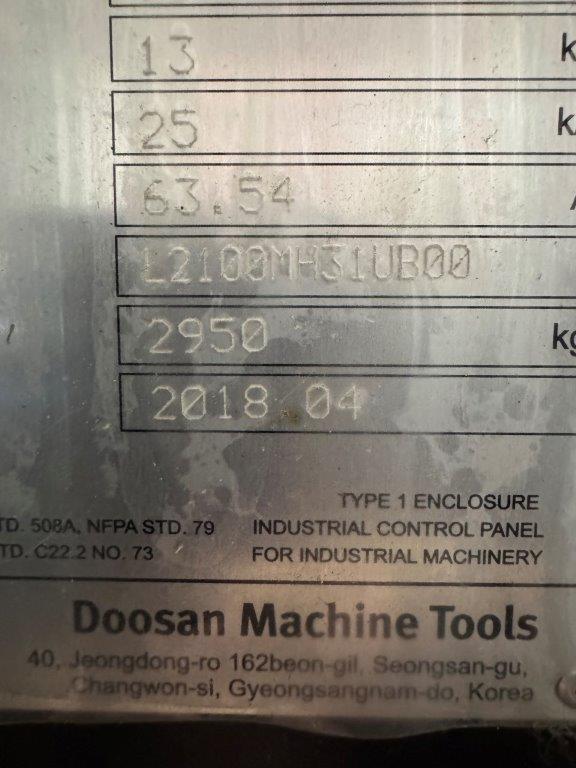 13 k
25 k
63.54
L2100MH31UB00
2950 kg
2018 04
TYPE 1 ENCLOSURE
TD. 508A, NFPA STD. 79 INDUSTRIAL CONTROL PANEL
TD. C22.2 NO. 73 FOR INDUSTRIAL MACHINERY
Doosan Machine Tools
40, Jeongdong-ro 162beon-gil, Seongsan-gu,
Changwon-si, Gyeongsangnam-do, Korea